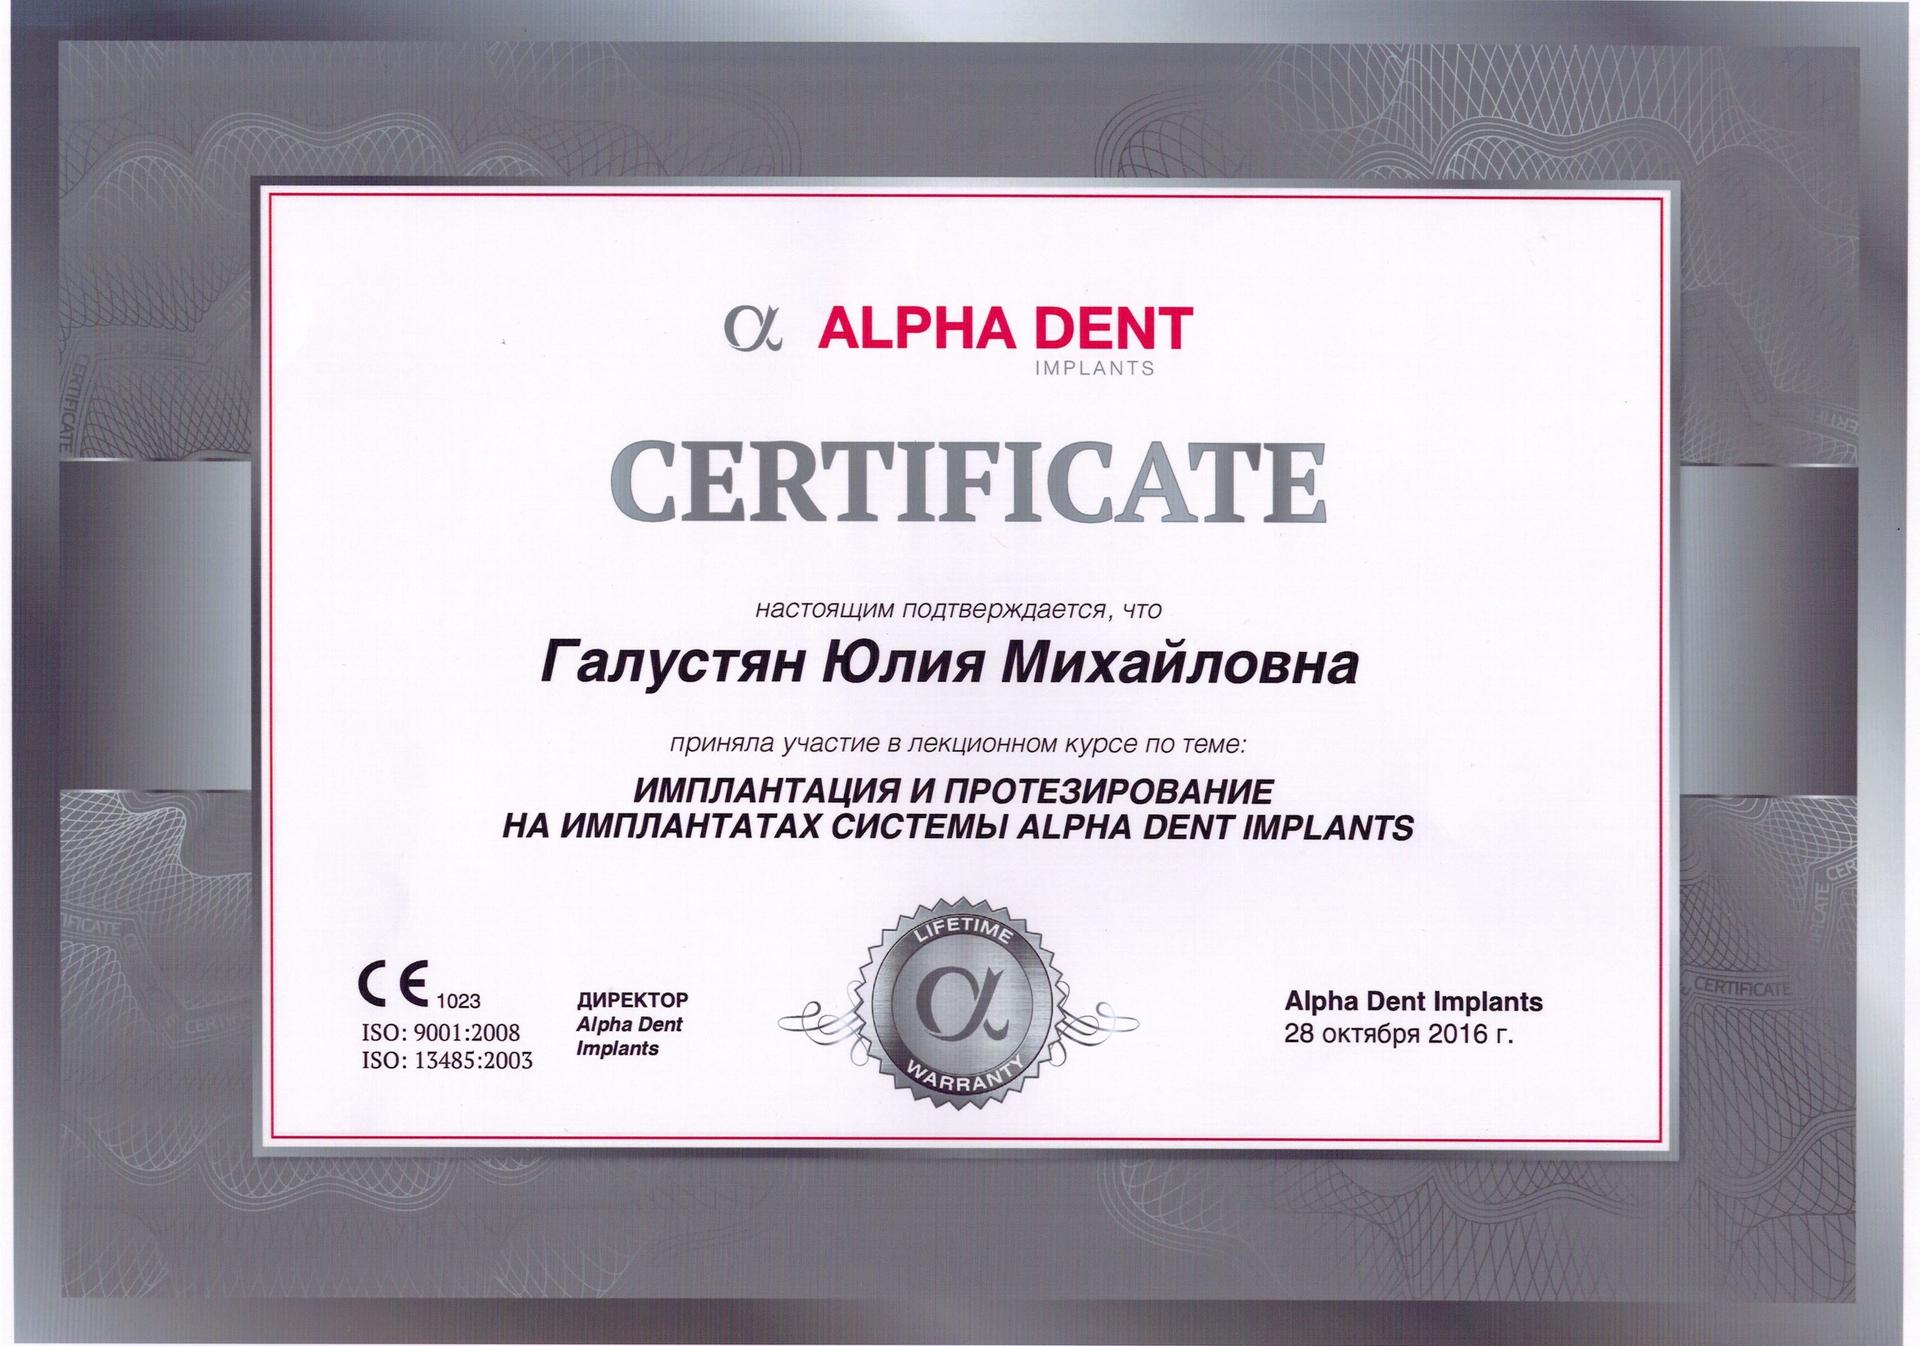 α ALPHA DENT
IMPLANTS
CERTIFICATE
настоящим подтверждается, что
Галустян Юлия Михайловна
приняла участие в лекционном курсе по теме:
ИМПЛАНТАЦИЯ И ПРОТЕЗИРОВАНИЕ
НА ИМПЛАНТАТАХ СИСТЕМЫ ALPHA DENT IMPLANTS
CE 1023
ISO: 9001:2008
ISO: 13485:2003
ДИРЕКТОР
Alpha Dent
Implants
LIFETIME
α
WARRANTY
Alpha Dent Implants
28 октября 2016 г.
CERTIFICATE
CERTIFICATE